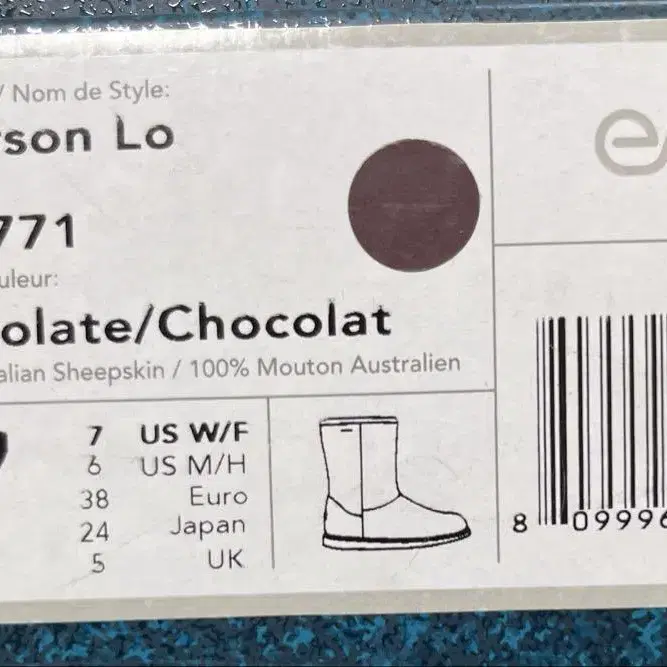 / Nom de Style:
rson Lo
771
uleur:
olate/Chocolat
alian Sheepskin / 100% Mouton Australien
7 US W/F
6 US M/H
38 Euro
24 Japan
5 UK
8 09996